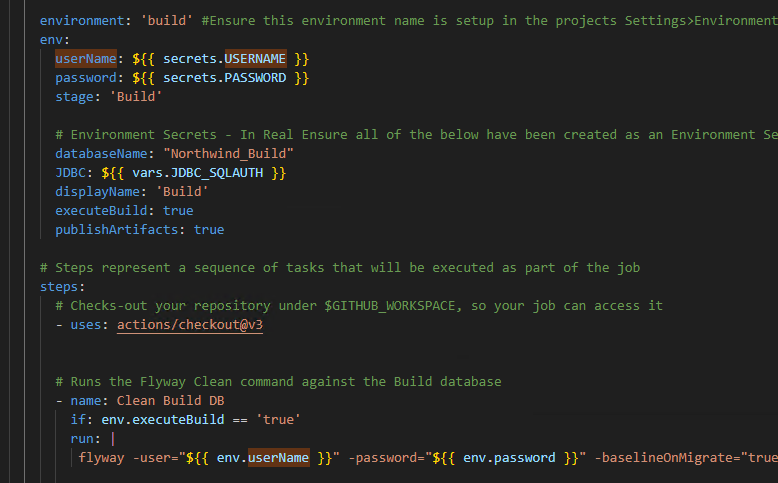 environment: 'build' #Ensure this environment name is setup in the projects Settings>Environment
env:
userName: ${{ secrets.USERNAME }}
password: ${{ secrets.PASSWORD }}
stage: 'Build'
# Environment Secrets - In Real Ensure all of the below have been created as an Environment Se
databaseName: "Northwind_Build"
JDBC: ${{ vars.JDBC_SQLAUTH }}
displayName: 'Build'
executeBuild: true
publishArtifacts: true
# Steps represent a sequence of tasks that will be executed as part of the job
steps:
# Checks-out your repository under $GITHUB_WORKSPACE, so your job can access it
- uses: actions/checkout@v3
# Runs the Flyway Clean command against the Build database
- name: Clean Build DB
if: env.executeBuild == 'true'
run: |
flyway -user="${{ env.userName }}" -password="${{ env.password }}" -baselineOnMigrate="true